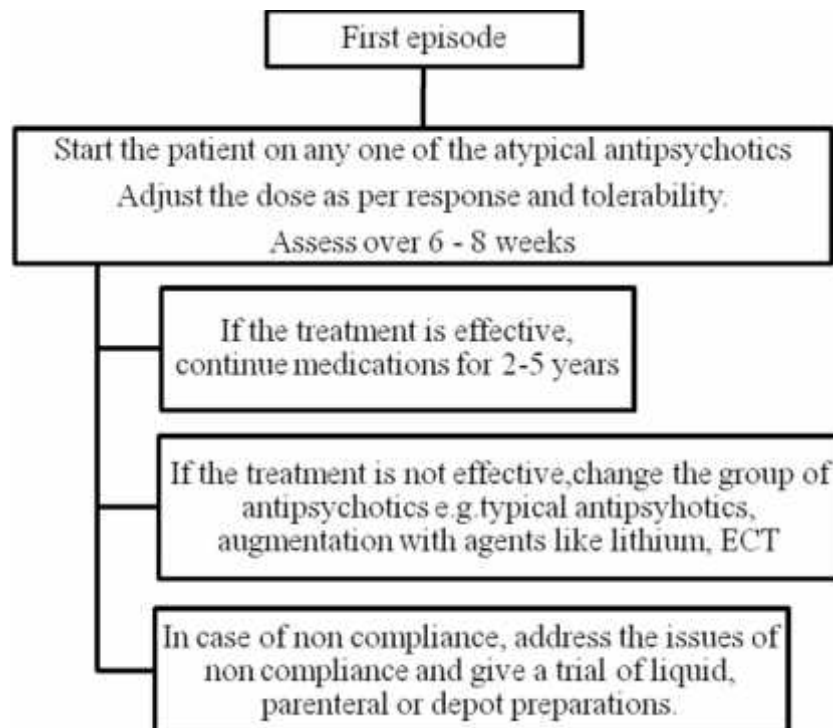 First episode
Start the patient on any one of the atypical antipsychotics
Adjust the dose as per response and tolerability.
Assess over 6 - 8 weeks
If the treatment is effective,
continue medications for 2-5 years
If the treatment is not effective,change the group of
antipsychotics e.g.typical antipsyhotics,
augmentation with agents like lithium, ECT
In case of non compliance, address the issues of
non compliance and give a trial of liquid,
parenteral or depot preparations.